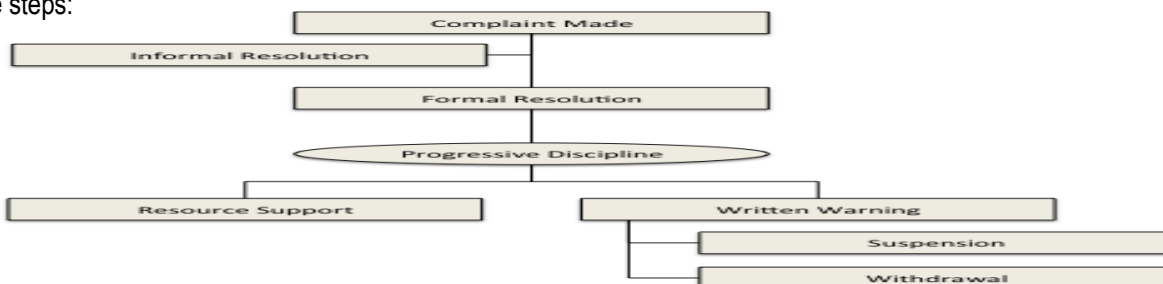 steps:
Complaint Made
Informal Resolution
Formal Resolution
Progressive Discipline
Resource Support
Written Warning
Suspension
Withdrawal